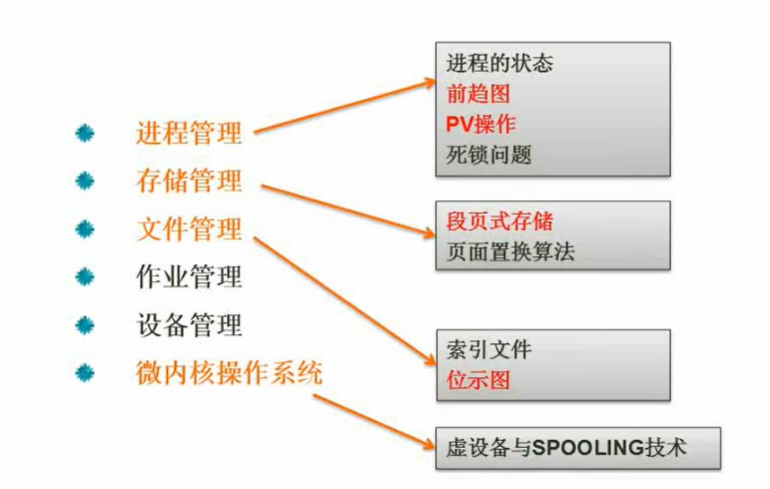 进程管理
存储管理
文件管理
作业管理
设备管理
微内核操作系统
进程的状态
前趋图
PV操作
死锁问题
段页式存储
页面置换算法
索引文件
位示图
虚设备与SPOOLING技术